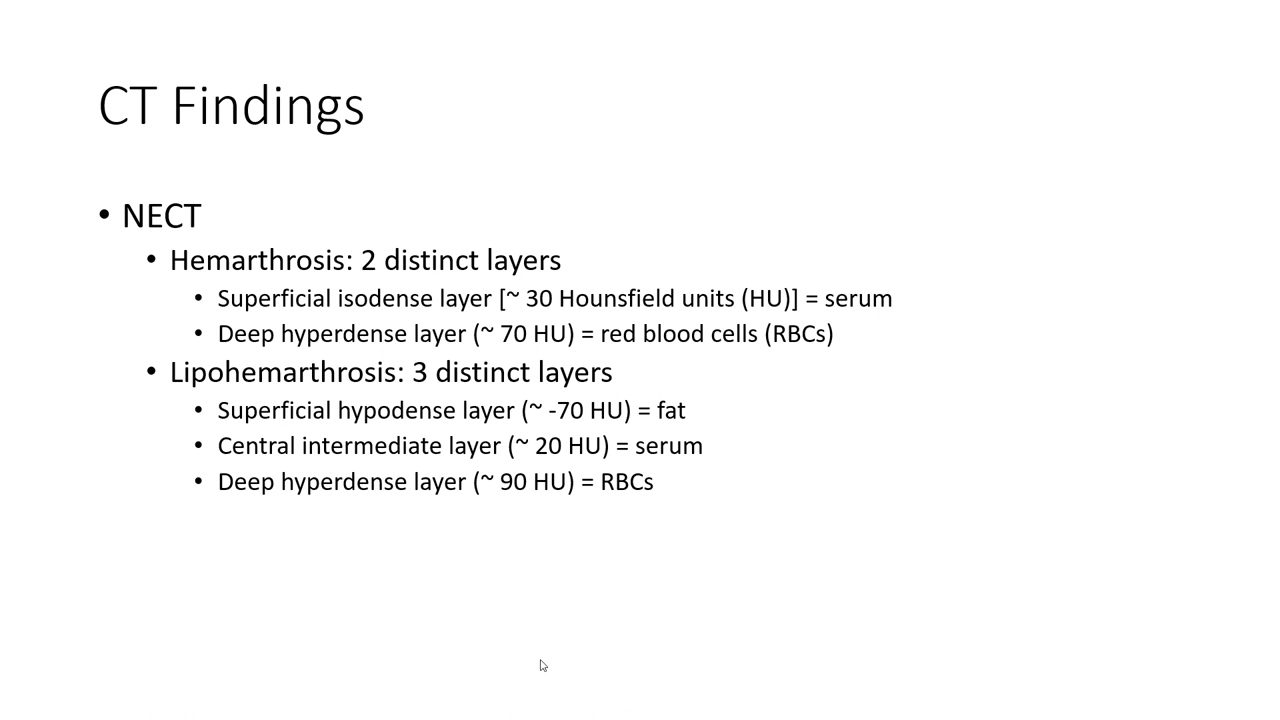 CT Findings
• NECT
• Hemarthrosis: 2 distinct layers
• Superficial isodense layer [~ 30 Hounsfield units (HU)] = serum
• Deep hyperdense layer (~ 70 HU) = red blood cells (RBCs)
• Lipohemarthrosis: 3 distinct layers
• Superficial hypodense layer (~ -70 HU) = fat
• Central intermediate layer (~ 20 HU) = serum
• Deep hyperdense layer (~ 90 HU) = RBCs